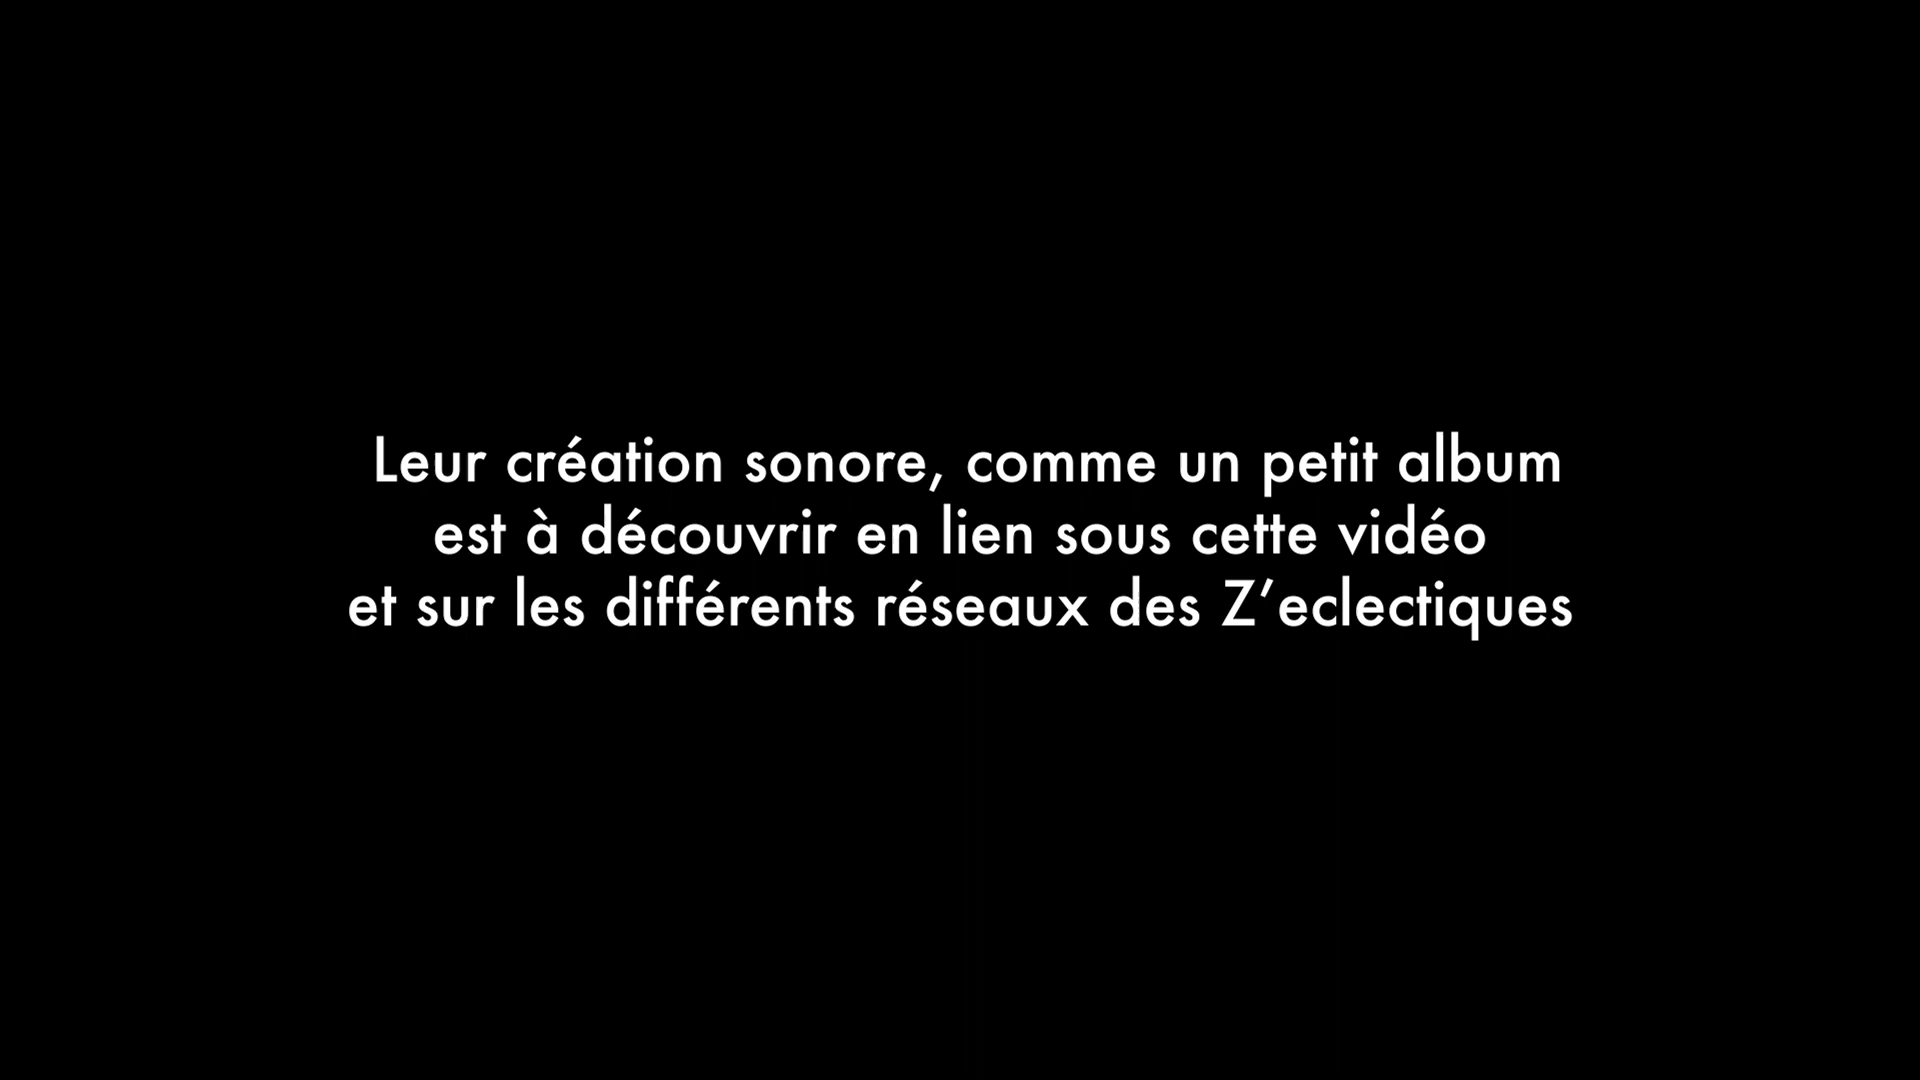 Leur création sonore, comme un petit album
est à découvrir en lien sous cette vidéo
et sur les différents réseaux des Z’eclectiques